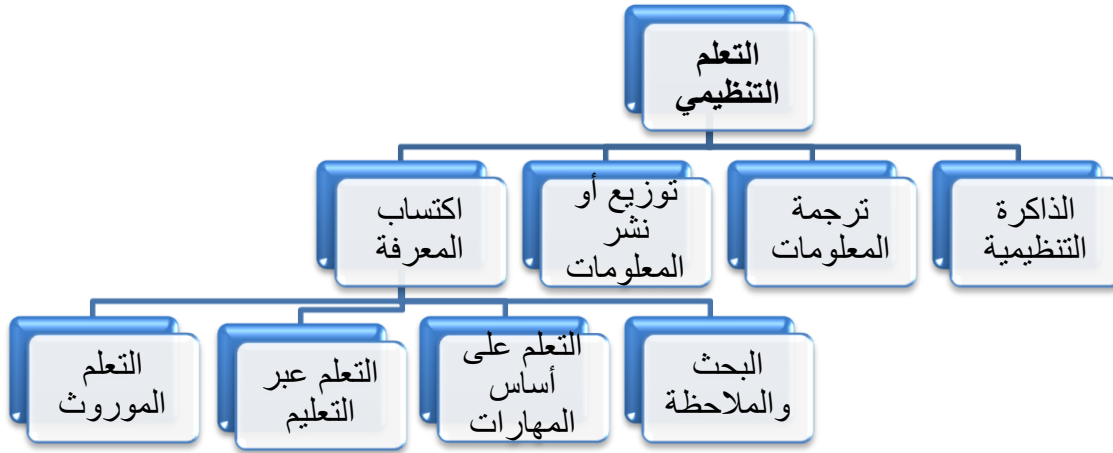 التعلم
التنظيمي
الذاكرة
التنظيمية
ترجمة
المعلومات
توزيع أو
نشر
المعلومات
اكتساب
المعرفة
البحث
والملاحظة
التعلم على
أساس
المهارات
التعلم عبر
التعليم
التعلم
الموروث